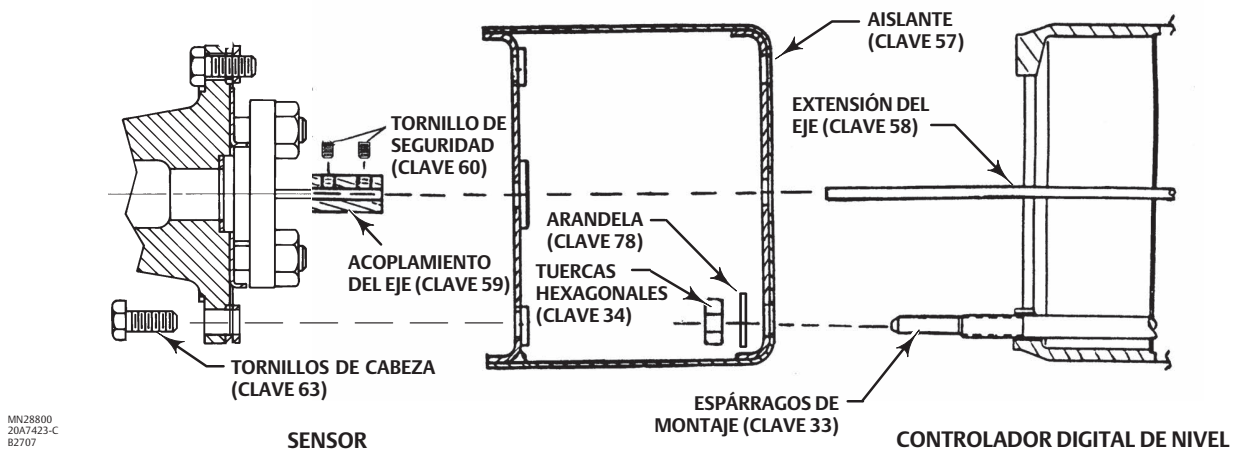 AISLANTE
(CLAVE 57)
EXTENSIÓN DEL
EJE (CLAVE 58)
TORNILLO DE
SEGURIDAD
(CLAVE 60)
ARANDELA
(CLAVE 78)
ACOPLAMIENTO
DEL EJE (CLAVE 59)
TUERCAS
HEXAGONALES
(CLAVE 34)
TORNILLOS DE CABEZA
(CLAVE 63)
ESPÁRRAGOS DE
MONTAJE (CLAVE 33)
MN28800
20A7423-C
B2707
SENSOR
CONTROLADOR DIGITAL DE NIVEL